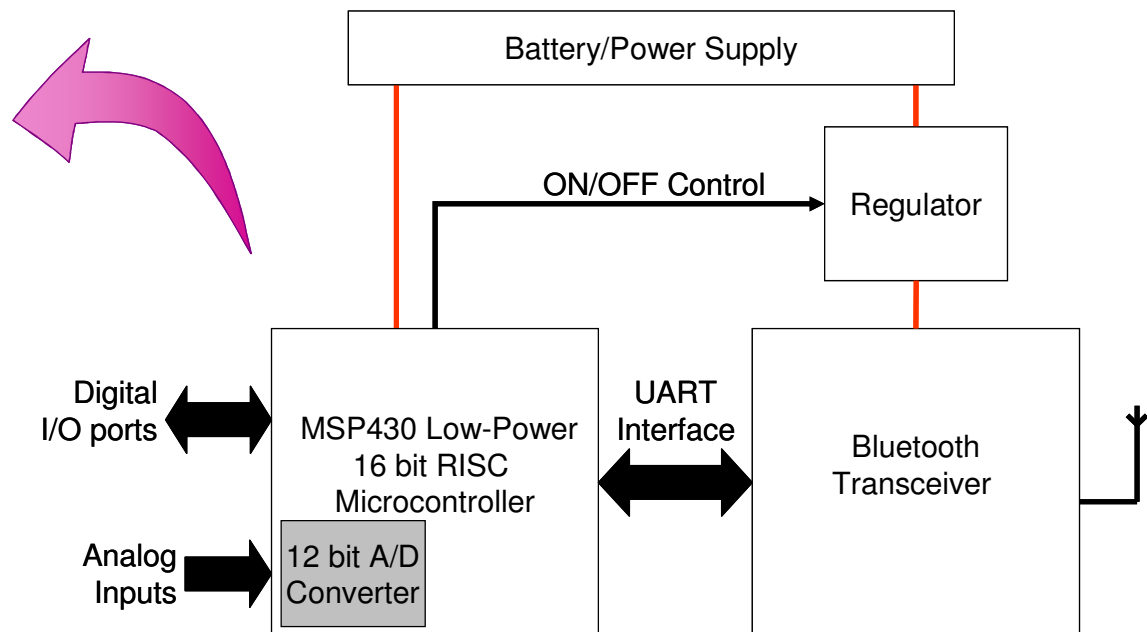 Battery/Power Supply
ON/OFF Control
Regulator
Digital
I/O ports
MSP430 Low-Power
16 bit RISC
Microcontroller
UART
Interface
Bluetooth
Transceiver
Analog
Inputs
12 bit A/D
Converter